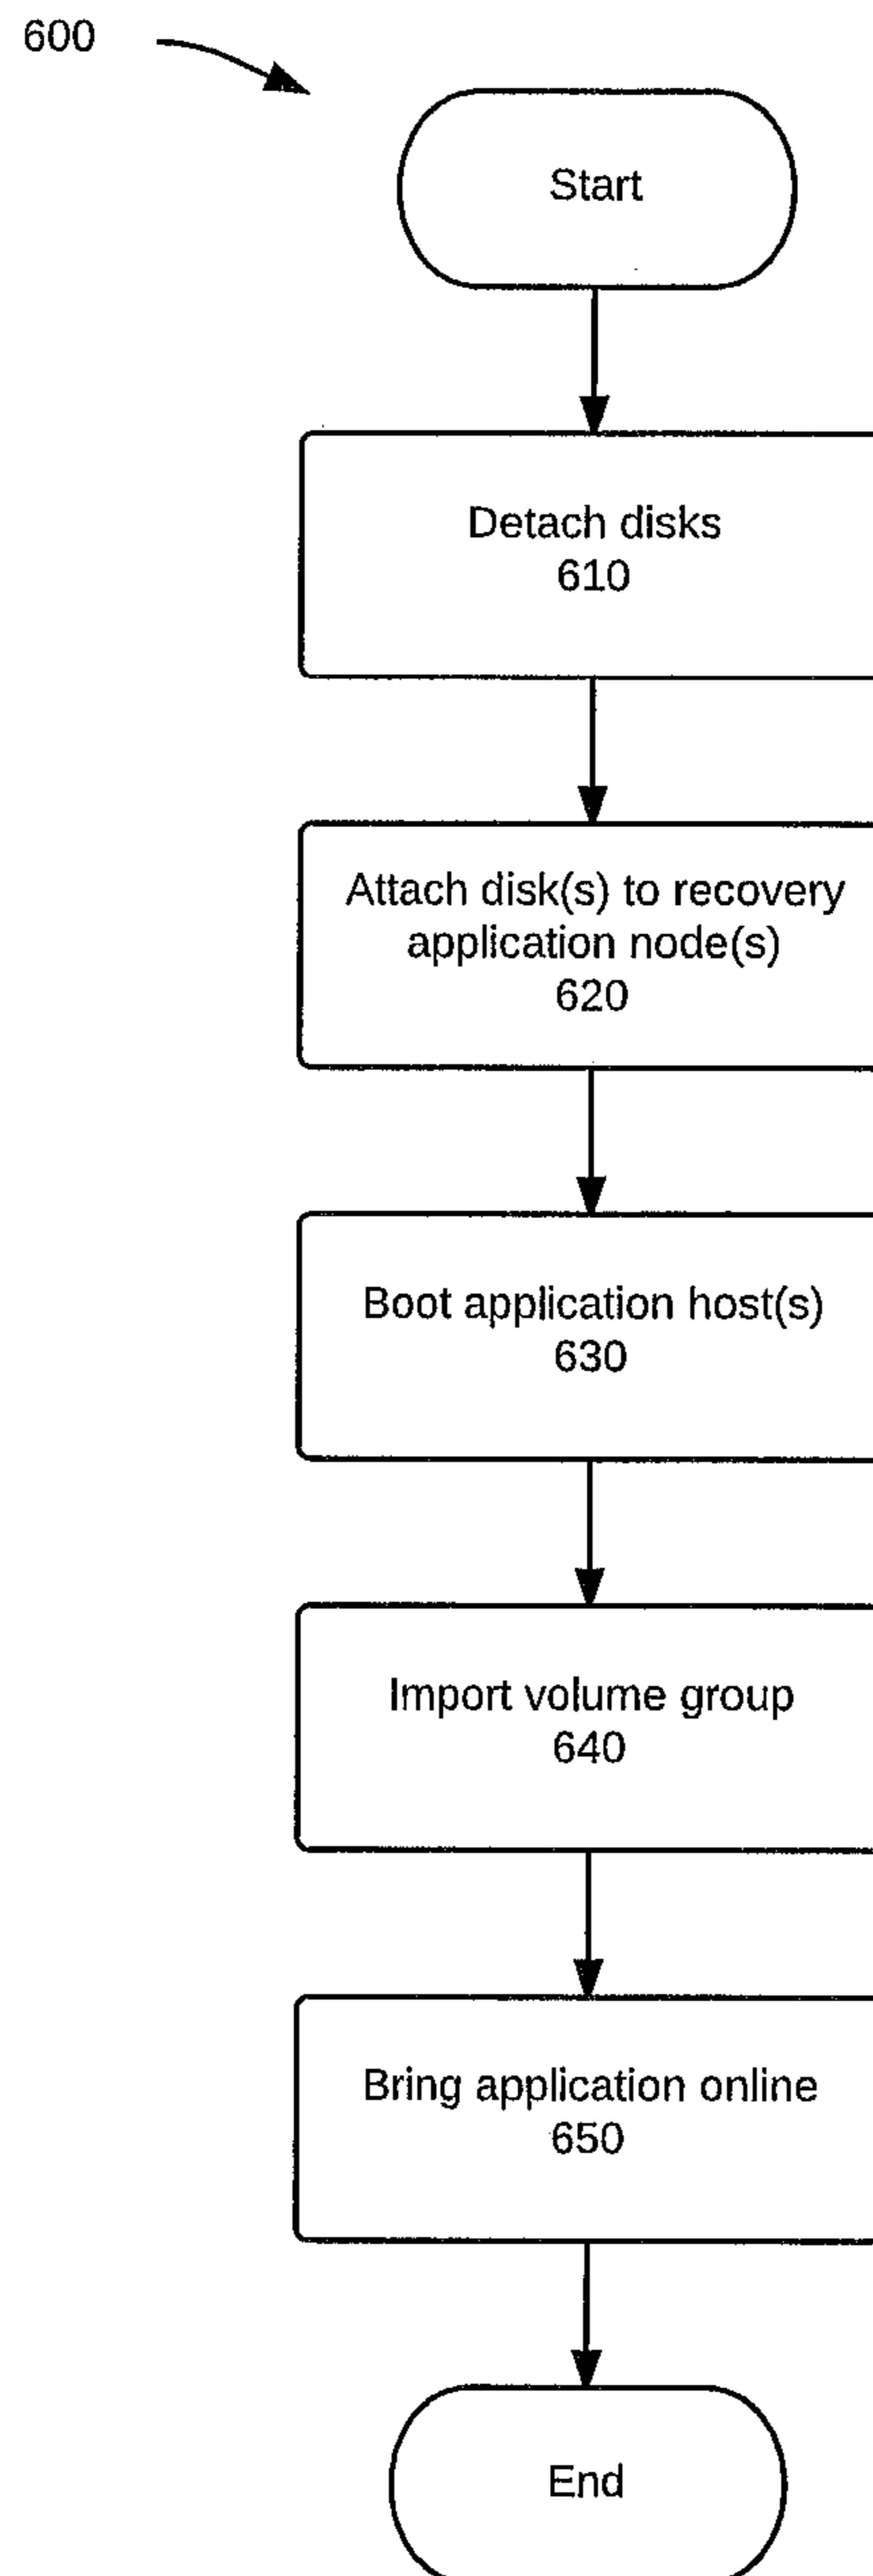 600
Start
Detach disks
610
Attach disk(s) to recovery
application node(s)
620
Boot application host(s)
630
Import volume group
640
Bring application online
650
End